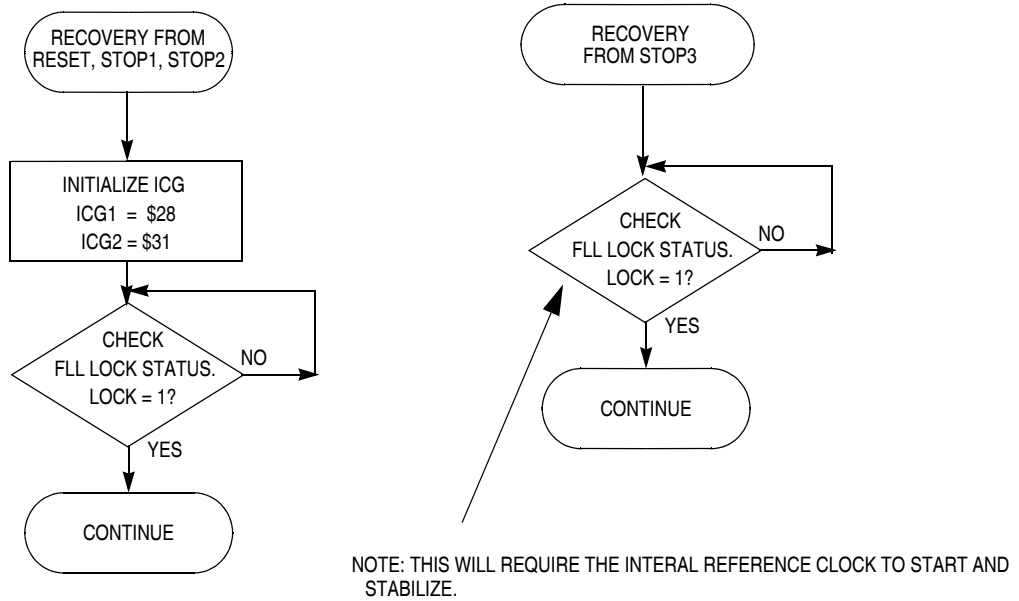 RECOVERY FROM
RESET, STOP1, STOP2
INITIALIZE ICG
ICG1 = $28
ICG2 = $31
CHECK
FLL LOCK STATUS.
LOCK = 1?
NO
YES
CONTINUE
RECOVERY
FROM STOP3
CHECK
FLL LOCK STATUS.
LOCK = 1?
NO
YES
CONTINUE
NOTE: THIS WILL REQUIRE THE INTERAL REFERENCE CLOCK TO START AND
STABILIZE.